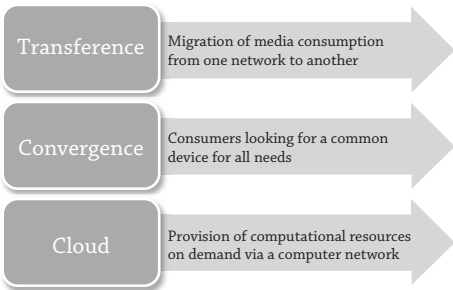 Transference
Migration of media consumption
from one network to another
Convergence
Consumers looking for a common
device for all needs
Cloud
Provision of computational resources
on demand via a computer network